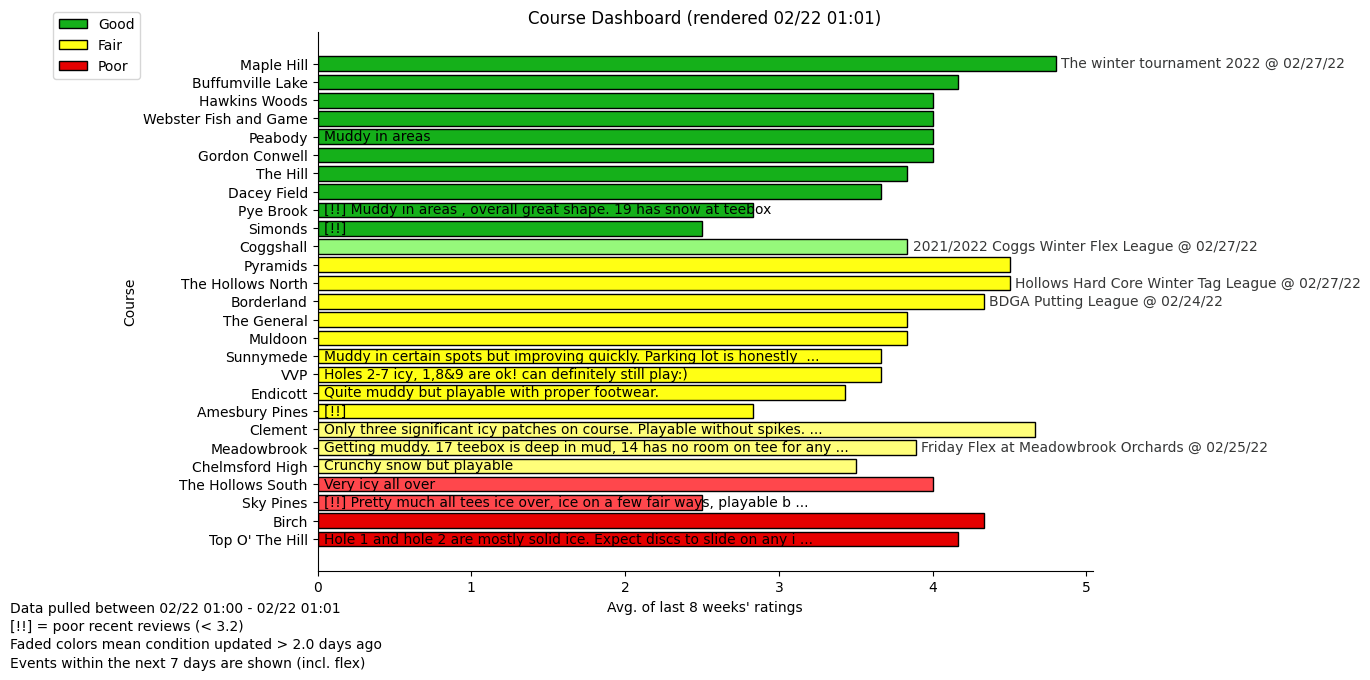 Good
Fair
Poor
Course Dashboard (rendered 02/22 01:01)
Maple Hill The winter tournament 2022 @ 02/27/22
Buffumville Lake
Hawkins Woods
Webster Fish and Game
Peabody Muddy in areas
Gordon Conwell
The Hill
Dacey Field
Pye Brook [!!] Muddy in areas , overall great shape. 19 has snow at teebox
Simonds [!!]
Coggshall 2021/2022 Coggs Winter Flex League @ 02/27/22
Pyramids
The Hollows North Hollows Hard Core Winter Tag League @ 02/27/22
Borderland BDGA Putting League @ 02/24/22
The General
Muldoon
Sunnymede Muddy in certain spots but improving quickly. Parking lot is honestly  ...
VVP Holes 2-7 icy, 1,8&9 are ok! can definitely still play:)
Endicott Quite muddy but playable with proper footwear.
Amesbury Pines [!!]
Clement Only three significant icy patches on course. Playable without spikes. ...
Meadowbrook Getting muddy. 17 teebox is deep in mud, 14 has no room on tee for any ... Friday Flex at Meadowbrook Orchards @ 02/25/22
Chelmsford High Crunchy snow but playable
The Hollows South Very icy all over
Sky Pines [!!] Pretty much all tees ice over, ice on a few fair ways, playable b ...
Birch
Top O' The Hill Hole 1 and hole 2 are mostly solid ice. Expect discs to slide on any i ...
Course
0 1 2 3 4 5
Avg. of last 8 weeks' ratings
Data pulled between 02/22 01:00 - 02/22 01:01
[!!] = poor recent reviews (< 3.2)
Faded colors mean condition updated > 2.0 days ago
Events within the next 7 days are shown (incl. flex)